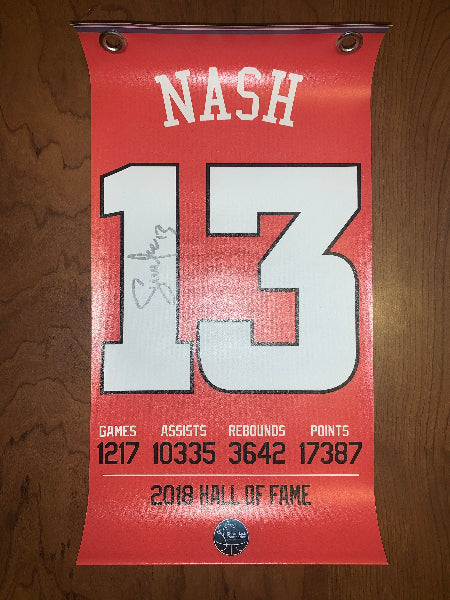 NASH
13
GAMES ASSISTS REBOUNDS POINTS
1217 10335 3642 17387
2018 HALL OF FAME